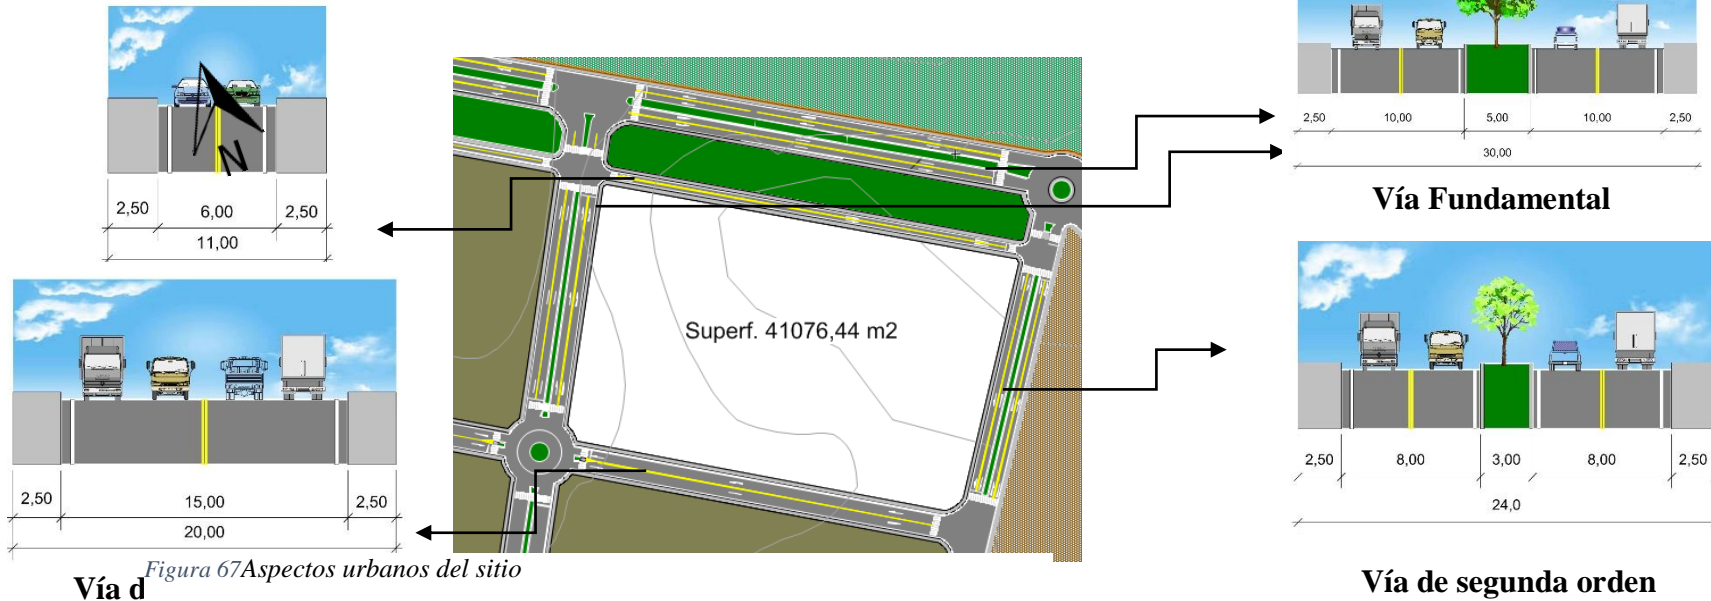 N
2,50 6,00 2,50
11,00
2,50 15,00 2,50
20,00
Vía d
Figura 67Aspectos urbanos del sitio
Superf. 41076,44 m2
2,50 10,00 5,00 10,00 2,50
30,00
Vía Fundamental
2,50 8,00 3,00 8,00 2,50
24,0
Vía de segunda orden